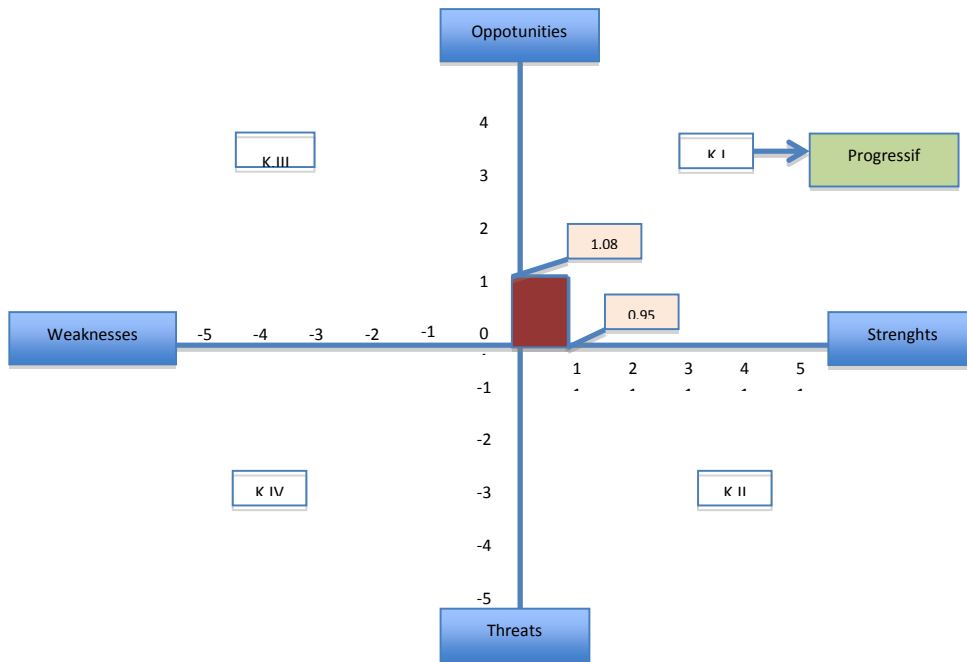 Oppotunities
4
K III
K I
Progressif
3
2
1.08
1
0.95
Weaknesses
-5 -4 -3 -2 -1 0
Strenghts
1 2 3 4 5
-1
-2
K IV
-3
K II
-4
-5
Threats